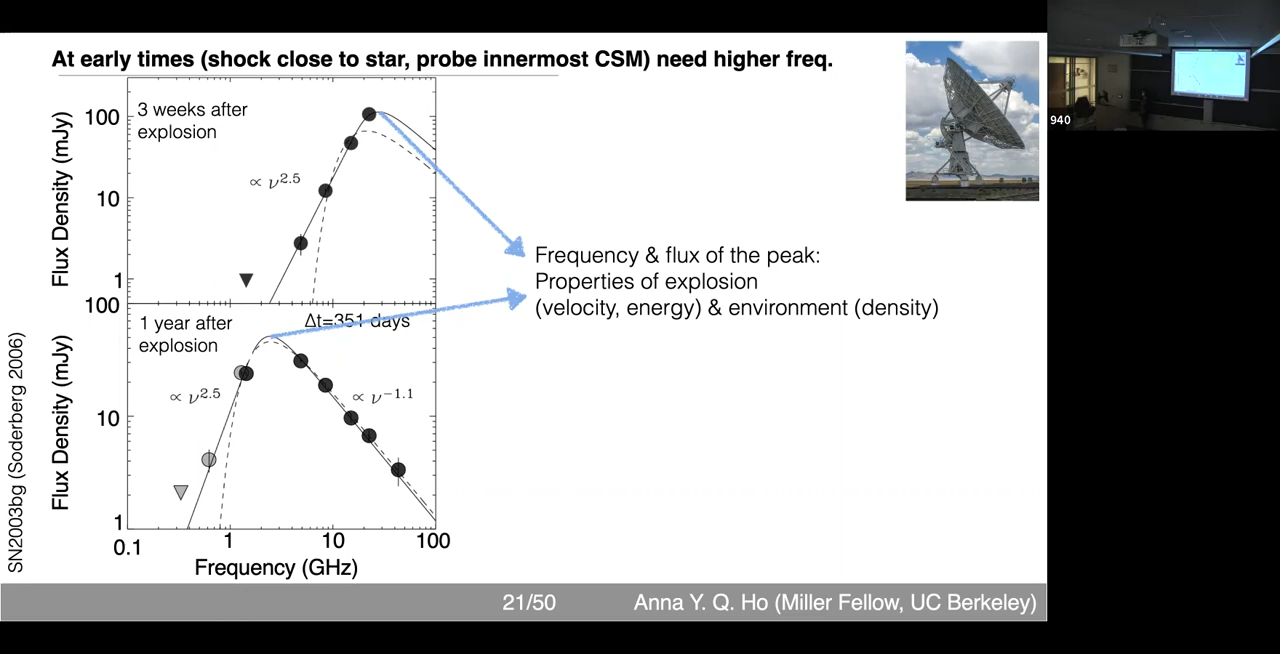 At early times (shock close to star, probe innermost CSM) need higher freq.
940
3 weeks after
explosion
Flux Density (mJy)
100
10
1
∝ ν^2.5
Frequency & flux of the peak:
Properties of explosion
(velocity, energy) & environment (density)
1 year after
explosion
Δt=351 days
Flux Density (mJy)
100
10
1
∝ ν^2.5
∝ ν^-1.1
0.1
1
10
100
Frequency (GHz)
SN2003bg (Soderberg 2006)
21/50
Anna Y. Q. Ho (Miller Fellow, UC Berkeley)